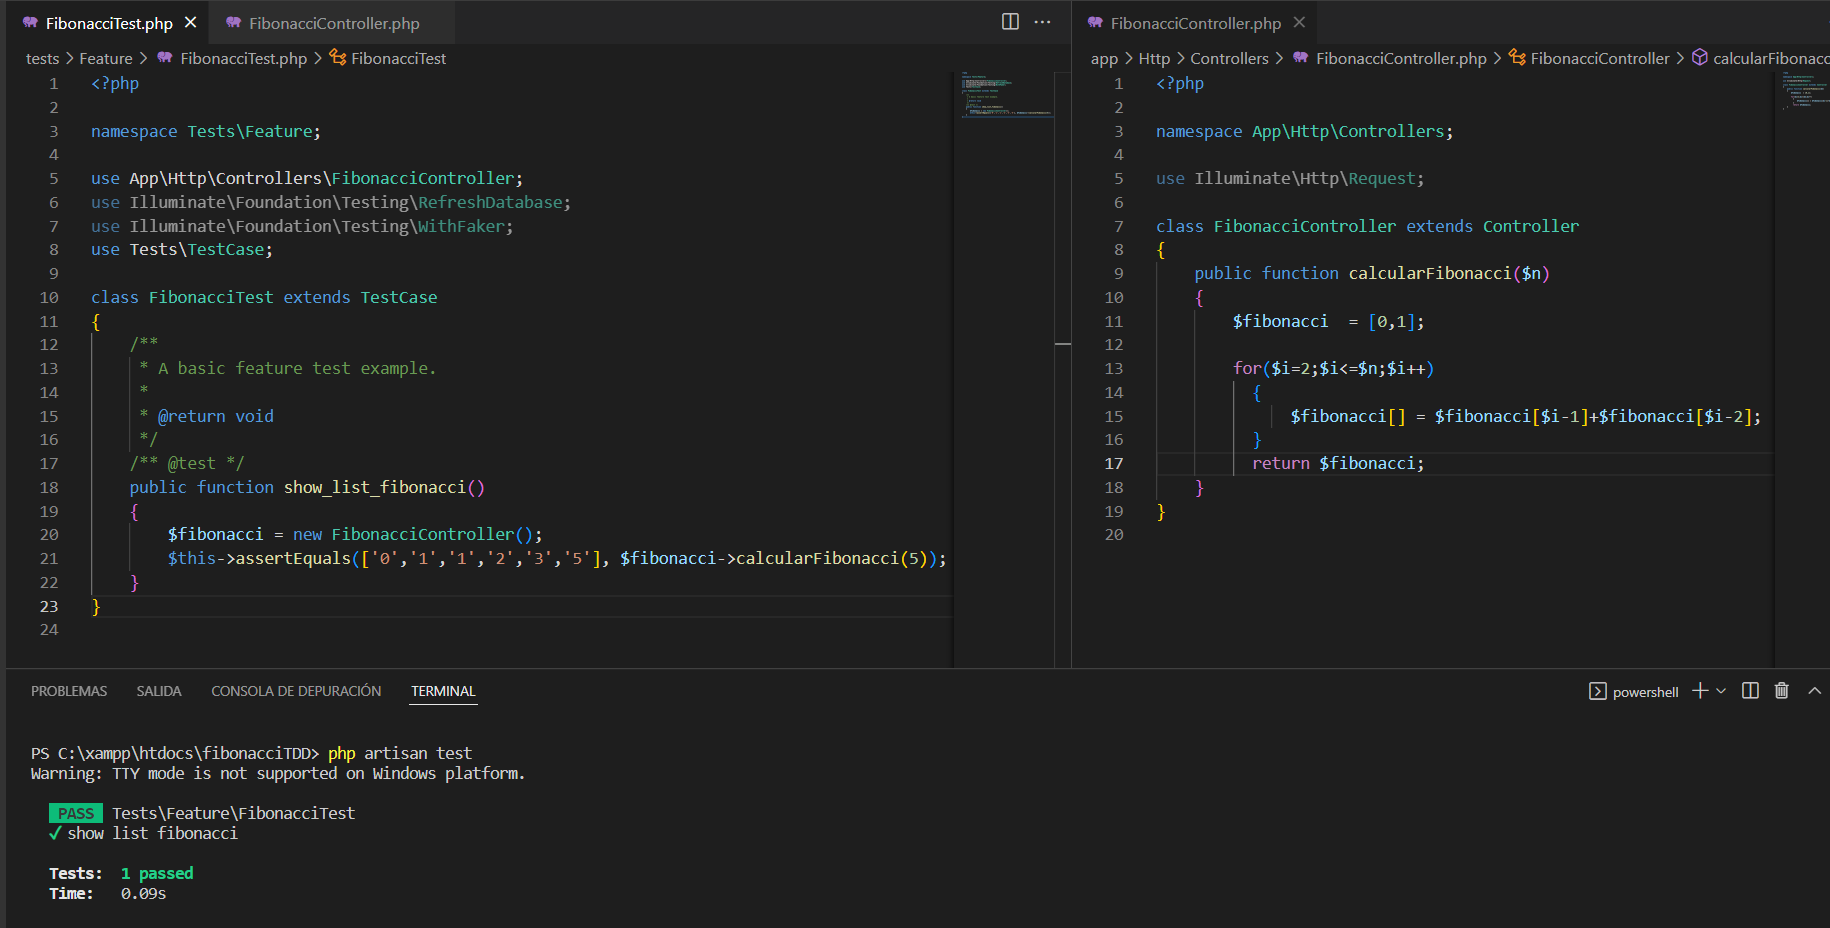 FibonacciTest.php
FibonacciController.php
tests > Feature > FibonacciTest.php > FibonacciTest
1 <?php
2
3 namespace Tests\Feature;
4
5 use App\Http\Controllers\FibonacciController;
6 use Illuminate\Foundation\Testing\RefreshDatabase;
7 use Illuminate\Foundation\Testing\WithFaker;
8 use Tests\TestCase;
9
10 class FibonacciTest extends TestCase
11 {
12     /**
13      * A basic feature test example.
14      *
15      * @return void
16      */
17     /** @test */
18     public function show_list_fibonacci()
19     {
20         $fibonacci = new FibonacciController();
21         $this->assertEquals(['0','1','1','2','3','5'], $fibonacci->calcularFibonacci(5));
22     }
23 }
24
FibonacciController.php
app > Http > Controllers > FibonacciController.php > FibonacciController > calcularFibonacc
1 <?php
2
3 namespace App\Http\Controllers;
4
5 use Illuminate\Http\Request;
6
7 class FibonacciController extends Controller
8 {
9     public function calcularFibonacci($n)
10     {
11         $fibonacci  = [0,1];
12
13         for($i=2;$i<=$n;$i++)
14           {
15               $fibonacci[] = $fibonacci[$i-1]+$fibonacci[$i-2];
16           }
17           return $fibonacci;
18     }
19 }
20
PROBLEMAS SALIDA CONSOLA DE DEPURACIÓN TERMINAL
powershell
PS C:\xampp\htdocs\fibonacciTDD> php artisan test
Warning: TTY mode is not supported on Windows platform.
PASS Tests\Feature\FibonacciTest
✓ show list fibonacci
Tests: 1 passed
Time: 0.09s